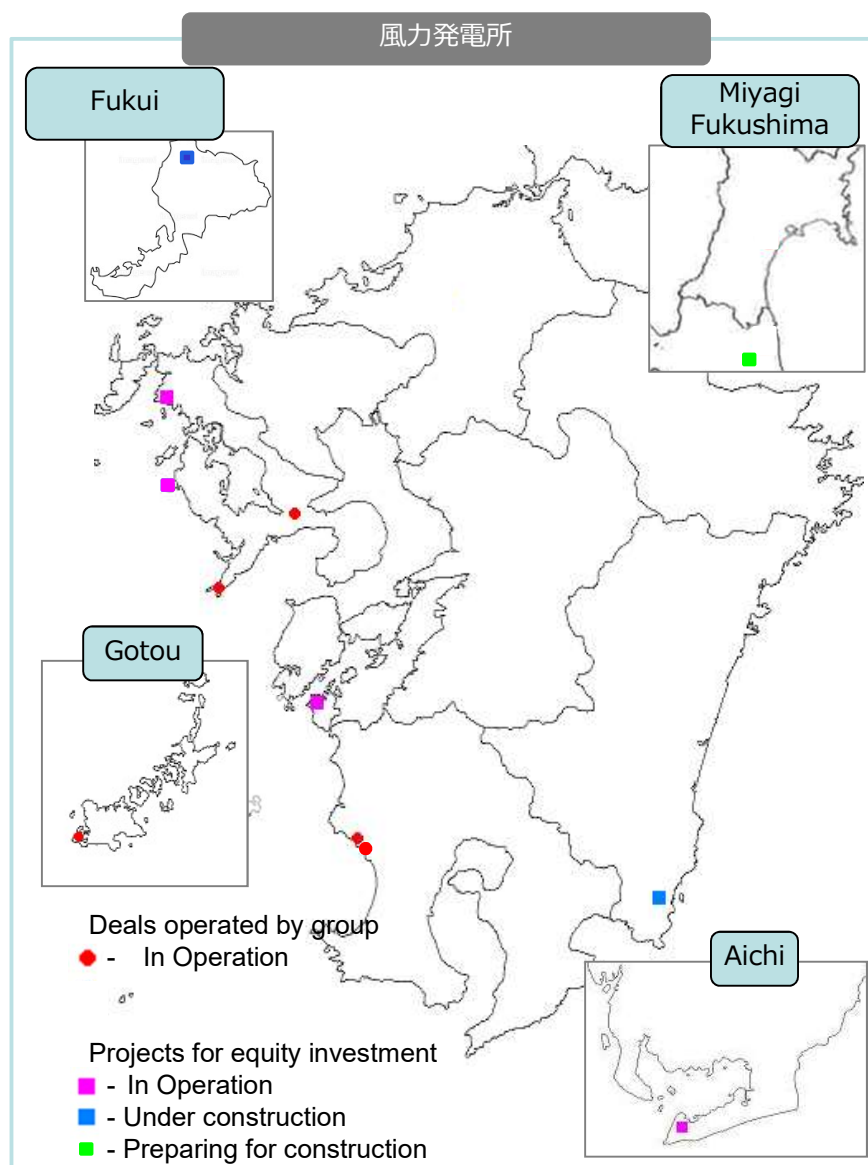 風力発電所
Fukui
Miyagi
Fukushima
Gotou
Deals operated by group
- In Operation
Aichi
Projects for equity investment
- In Operation
- Under construction
- Preparing for construction